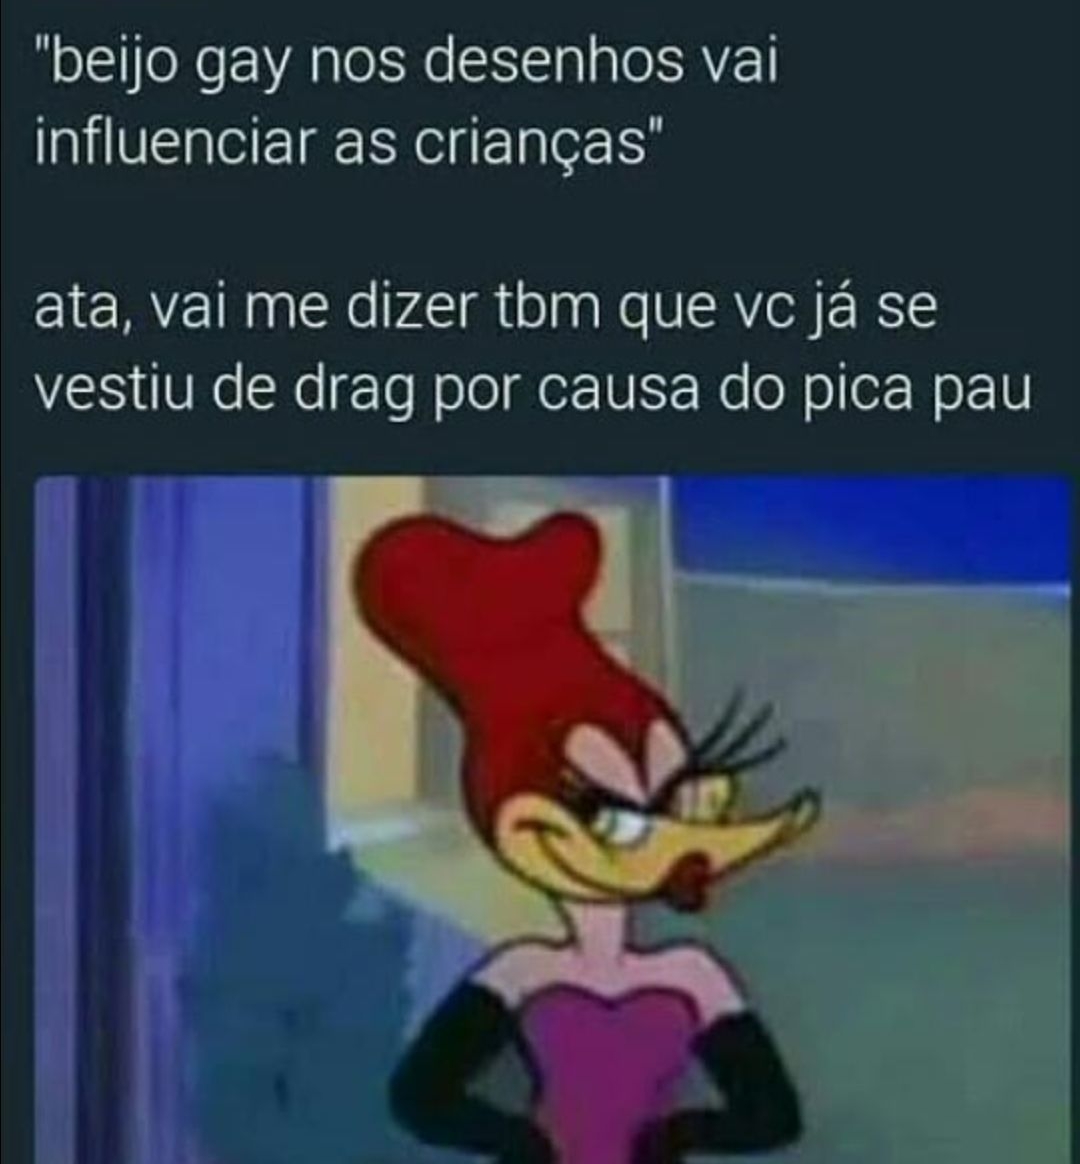 "beijo gay nos desenhos vai
influenciar as crianças"
ata, vai me dizer tbm que vc já se
vestiu de drag por causa do pica pau